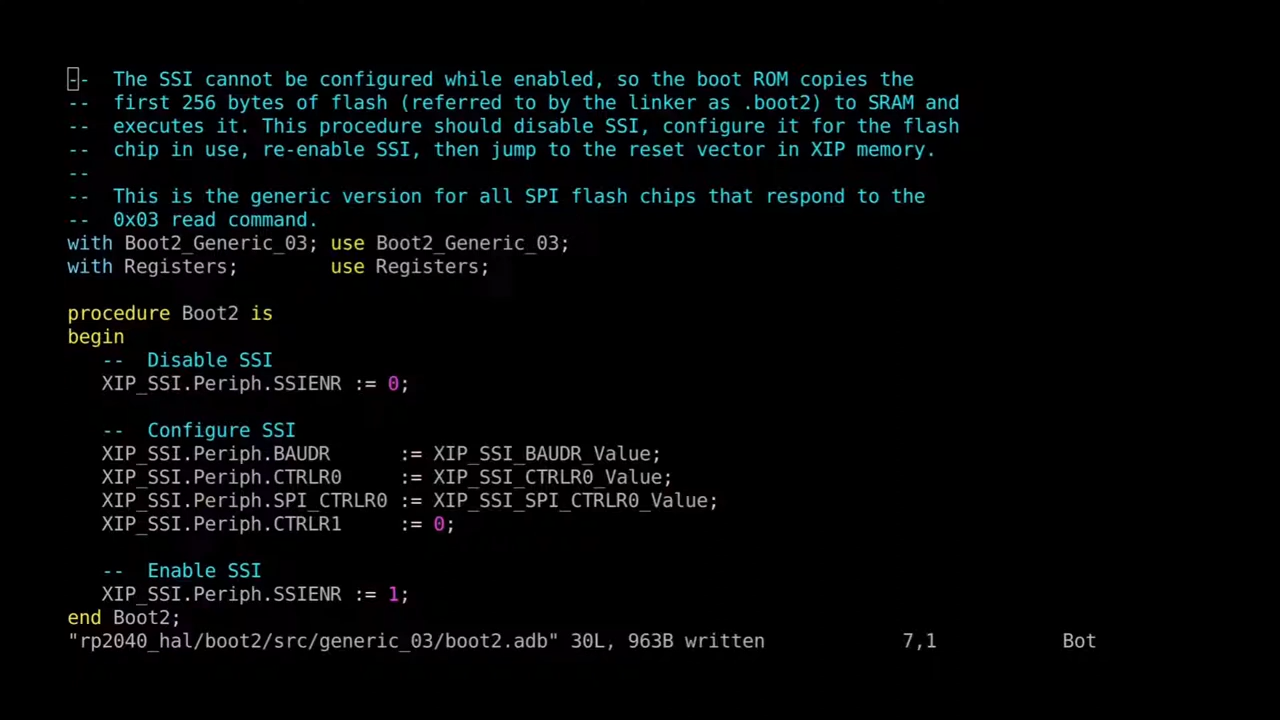 --  The SSI cannot be configured while enabled, so the boot ROM copies the
--  first 256 bytes of flash (referred to by the linker as .boot2) to SRAM and
--  executes it. This procedure should disable SSI, configure it for the flash
--  chip in use, re-enable SSI, then jump to the reset vector in XIP memory.
--
--  This is the generic version for all SPI flash chips that respond to the
--  0x03 read command.
with Boot2_Generic_03; use Boot2_Generic_03;
with Registers;        use Registers;
procedure Boot2 is
begin
   --  Disable SSI
   XIP_SSI.Periph.SSIENR := 0;
   --  Configure SSI
   XIP_SSI.Periph.BAUDR      := XIP_SSI_BAUDR_Value;
   XIP_SSI.Periph.CTRLR0     := XIP_SSI_CTRLR0_Value;
   XIP_SSI.Periph.SPI_CTRLR0 := XIP_SSI_SPI_CTRLR0_Value;
   XIP_SSI.Periph.CTRLR1     := 0;
   --  Enable SSI
   XIP_SSI.Periph.SSIENR := 1;
end Boot2;
"rp2040_hal/boot2/src/generic_03/boot2.adb" 30L, 963B written            7,1           Bot